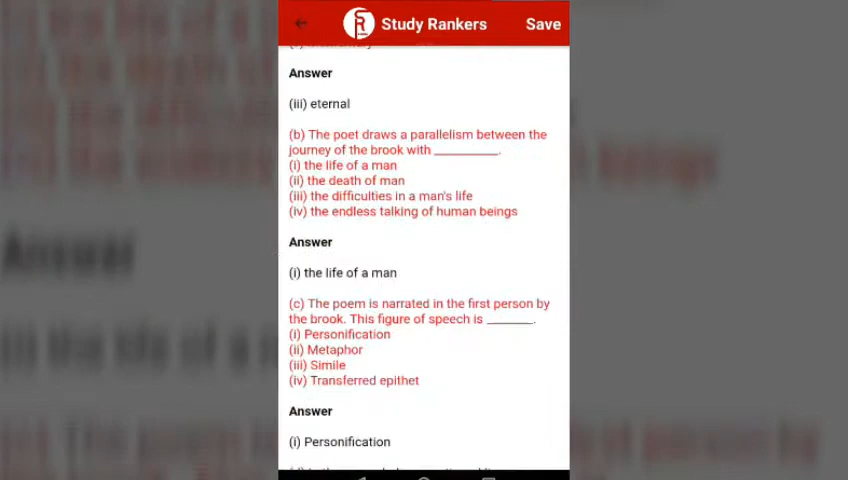 Study Rankers
Save
Answer
(iii) eternal
(b) The poet draws a parallelism between the
journey of the brook with __________.
(i) the life of a man
(ii) the death of man
(iii) the difficulties in a man's life
(iv) the endless talking of human beings
Answer
(i) the life of a man
(c) The poem is narrated in the first person by
the brook. This figure of speech is _______.
(i) Personification
(ii) Metaphor
(iii) Simile
(iv) Transferred epithet
Answer
(i) Personification